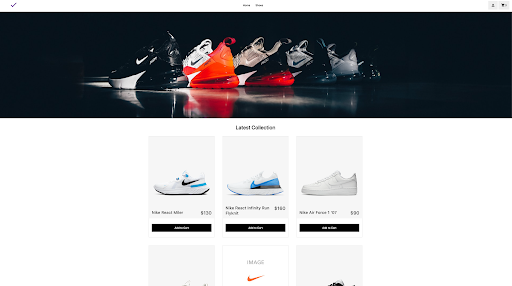 Home Shoes
0
Latest Collection
Nike React Miler $130
Nike React Infinity Run Flyknit $160
Nike Air Force 1 '07 $90
Add to Cart Add to Cart Add to Cart
IMAGE